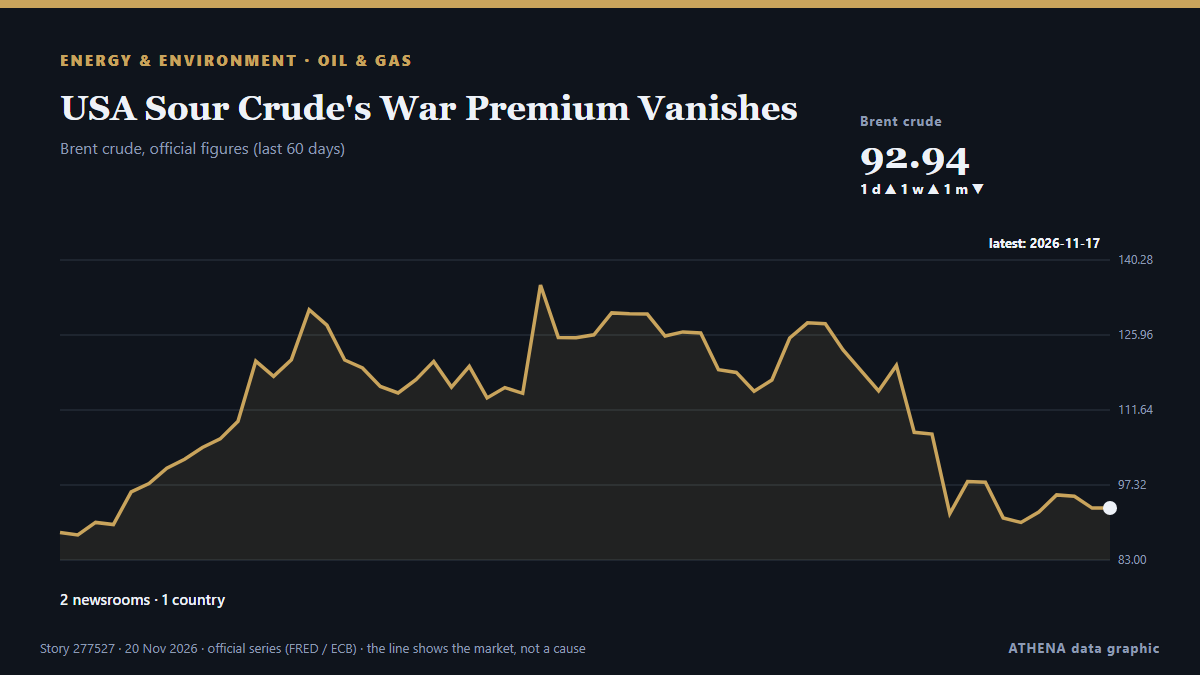 ENERGY & ENVIRONMENT · OIL & GAS
USA Sour Crude's War Premium Vanishes
Brent crude, official figures (last 60 days)
Brent crude
92.94
1 d ▲ 1 w ▲ 1 m ▼
latest: 2026-11-17
140.28
125.96
111.64
97.32
83.00
2 newsrooms · 1 country
Story 277527 · 20 Nov 2026 · official series (FRED / ECB) · the line shows the market, not a cause
ATHENA data graphic